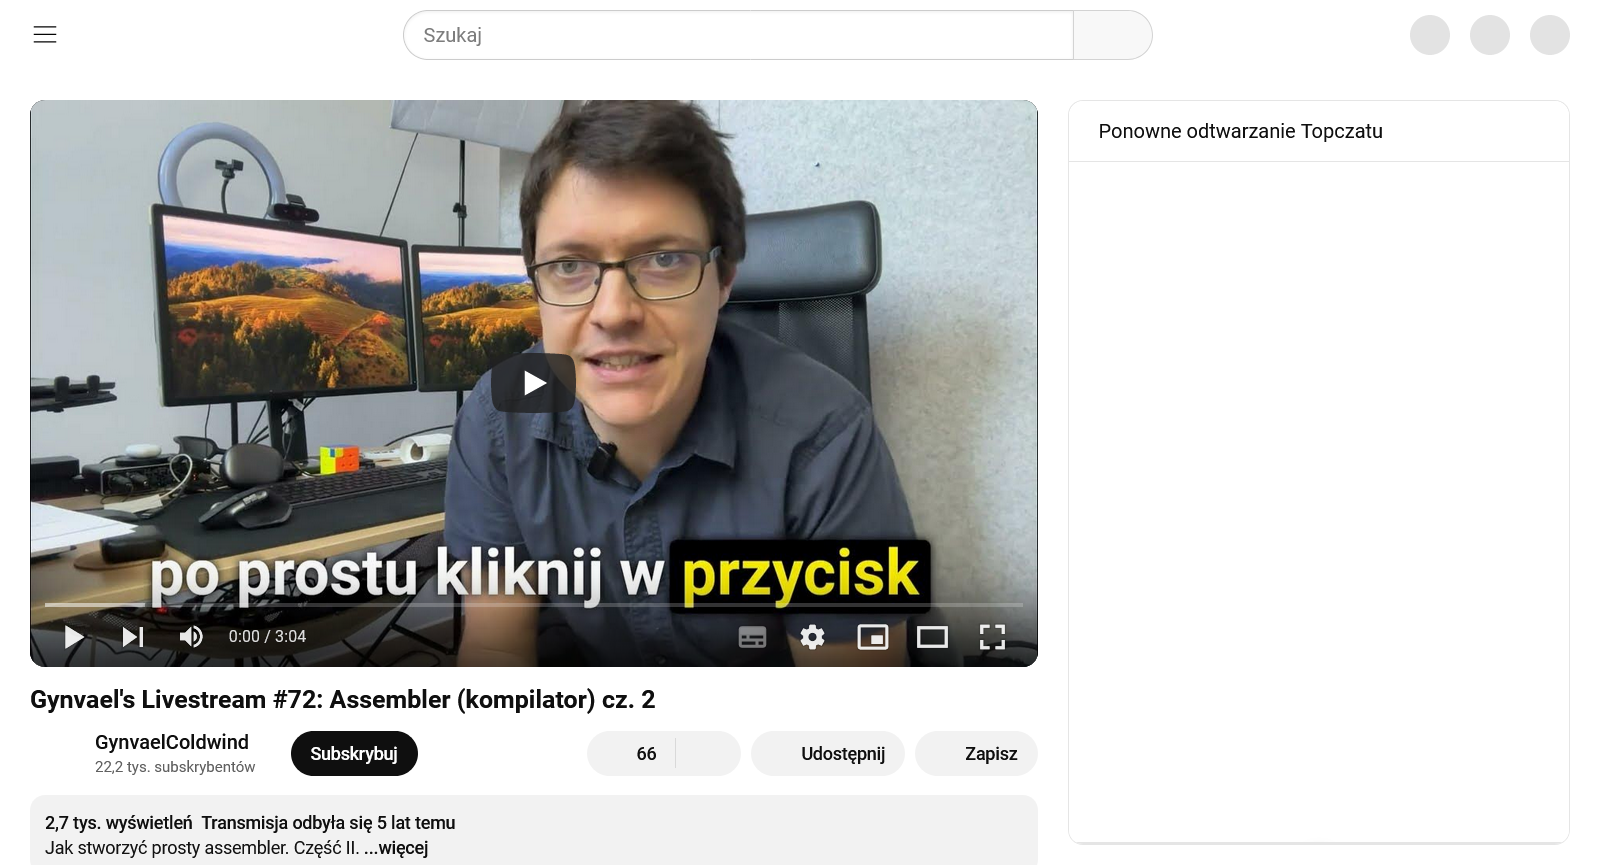 Szukaj
po prostu kliknij w przycisk
0:00 / 3:04
Gynvael's Livestream #72: Assembler (kompilator) cz. 2
GynvaelColdwind
22,2 tys. subskrybentów
Subskrybuj
66
Udostępnij
Zapisz
2,7 tys. wyświetleń  Transmisja odbyła się 5 lat temu
Jak stworzyć prosty assembler. Część II. ...więcej
Ponowne odtwarzanie Topczatu